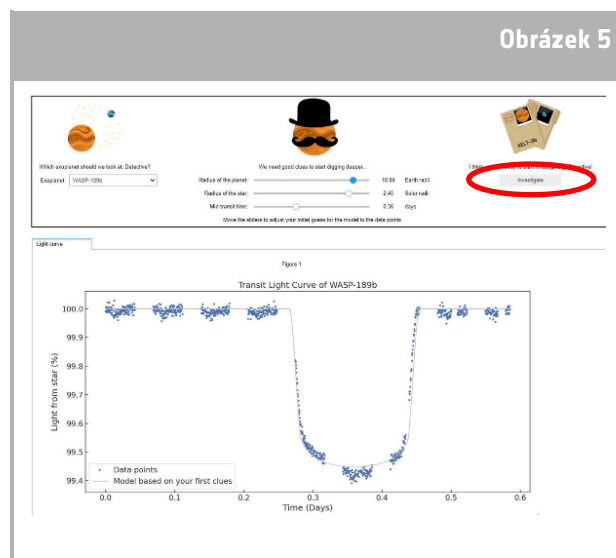 Obrázek 5
KELT-3b
Which exoplanet should we look at, Detective?
We need good clues to start digging deeper...
Exoplanet: WASP-189b
Radius of the planet: Earth radii
Investigate
Radius of the star: 2.40 Solar radii
Mid-transit time: 0.36 days
Move the sliders to adjust your initial guess for the model to the data points.
Light curve
Figure 1
Transit Light Curve of WASP-189b
Light from star (%)
100.0
99.9
99.8
99.7
99.6
99.5
99.4
Data points
Model based on your first clues
0.0 0.1 0.2 0.3 0.4 0.5 0.6
Time (Days)